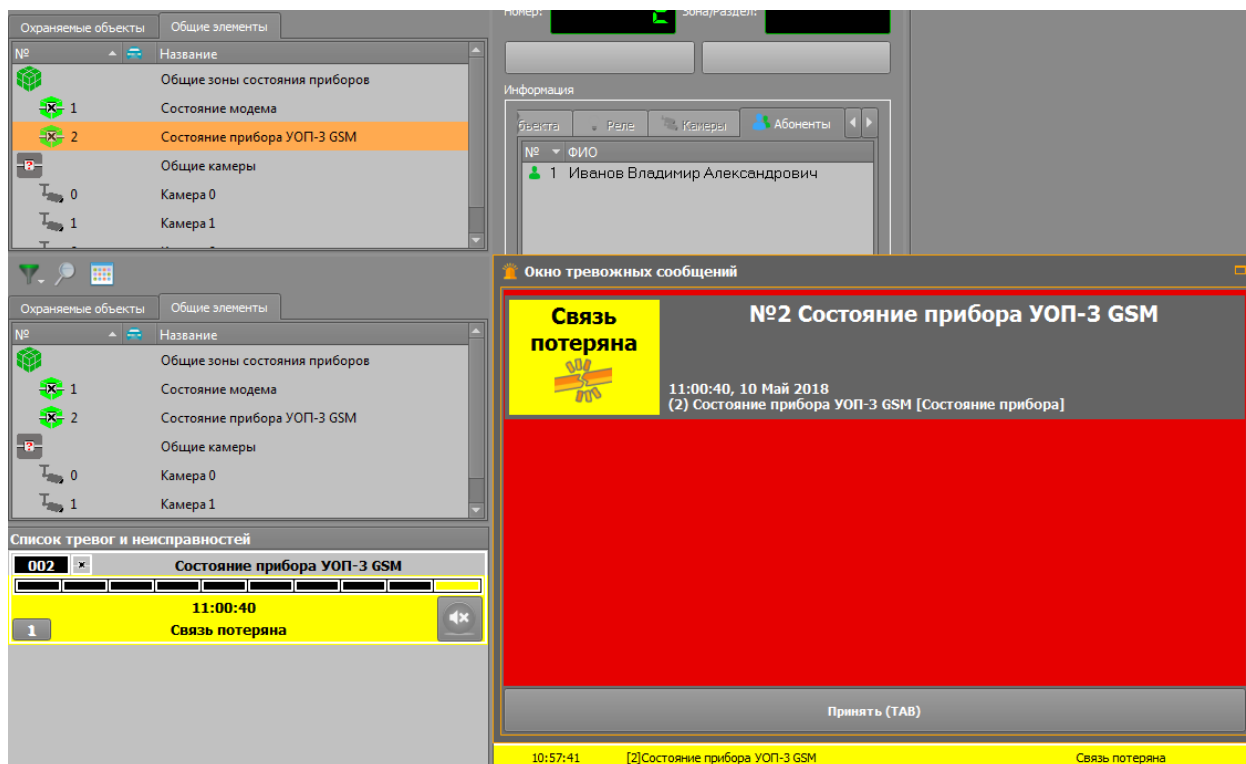 Охраняемые объекты Общие элементы
№ Название
Общие зоны состояния приборов
1 Состояние модема
2 Состояние прибора УОП-3 GSM
Общие камеры
0 Камера 0
1 Камера 1
Номер: 2 Зона/Раздел:
Информация
бъекта Реле Камеры Абоненты
№ ФИО
1 Иванов Владимир Александрович
Охраняемые объекты Общие элементы
№ Название
Общие зоны состояния приборов
1 Состояние модема
2 Состояние прибора УОП-3 GSM
Общие камеры
0 Камера 0
1 Камера 1
Список тревог и неисправностей
002 Состояние прибора УОП-3 GSM
11:00:40
1 Связь потеряна
Окно тревожных сообщений
Связь
потеряна
№2 Состояние прибора УОП-3 GSM
11:00:40, 10 Май 2018
(2) Состояние прибора УОП-3 GSM [Состояние прибора]
Принять (TAB)
10:57:41 [2]Состояние прибора УОП-3 GSM Связь потеряна